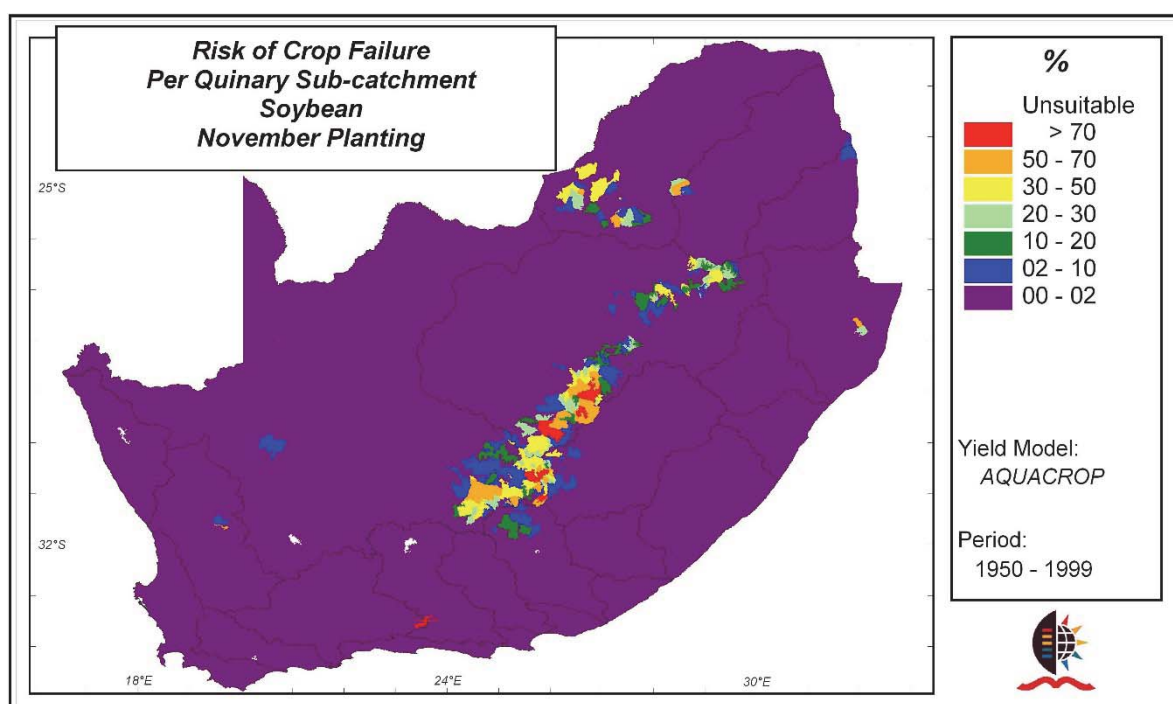 Risk of Crop Failure
Per Quinary Sub-catchment
Soybean
November Planting
%
Unsuitable
> 70
50 - 70
30 - 50
20 - 30
10 - 20
02 - 10
00 - 02
Yield Model:
AQUACROP
Period:
1950 - 1999
25°S
32°S
18°E
24°E
30°E